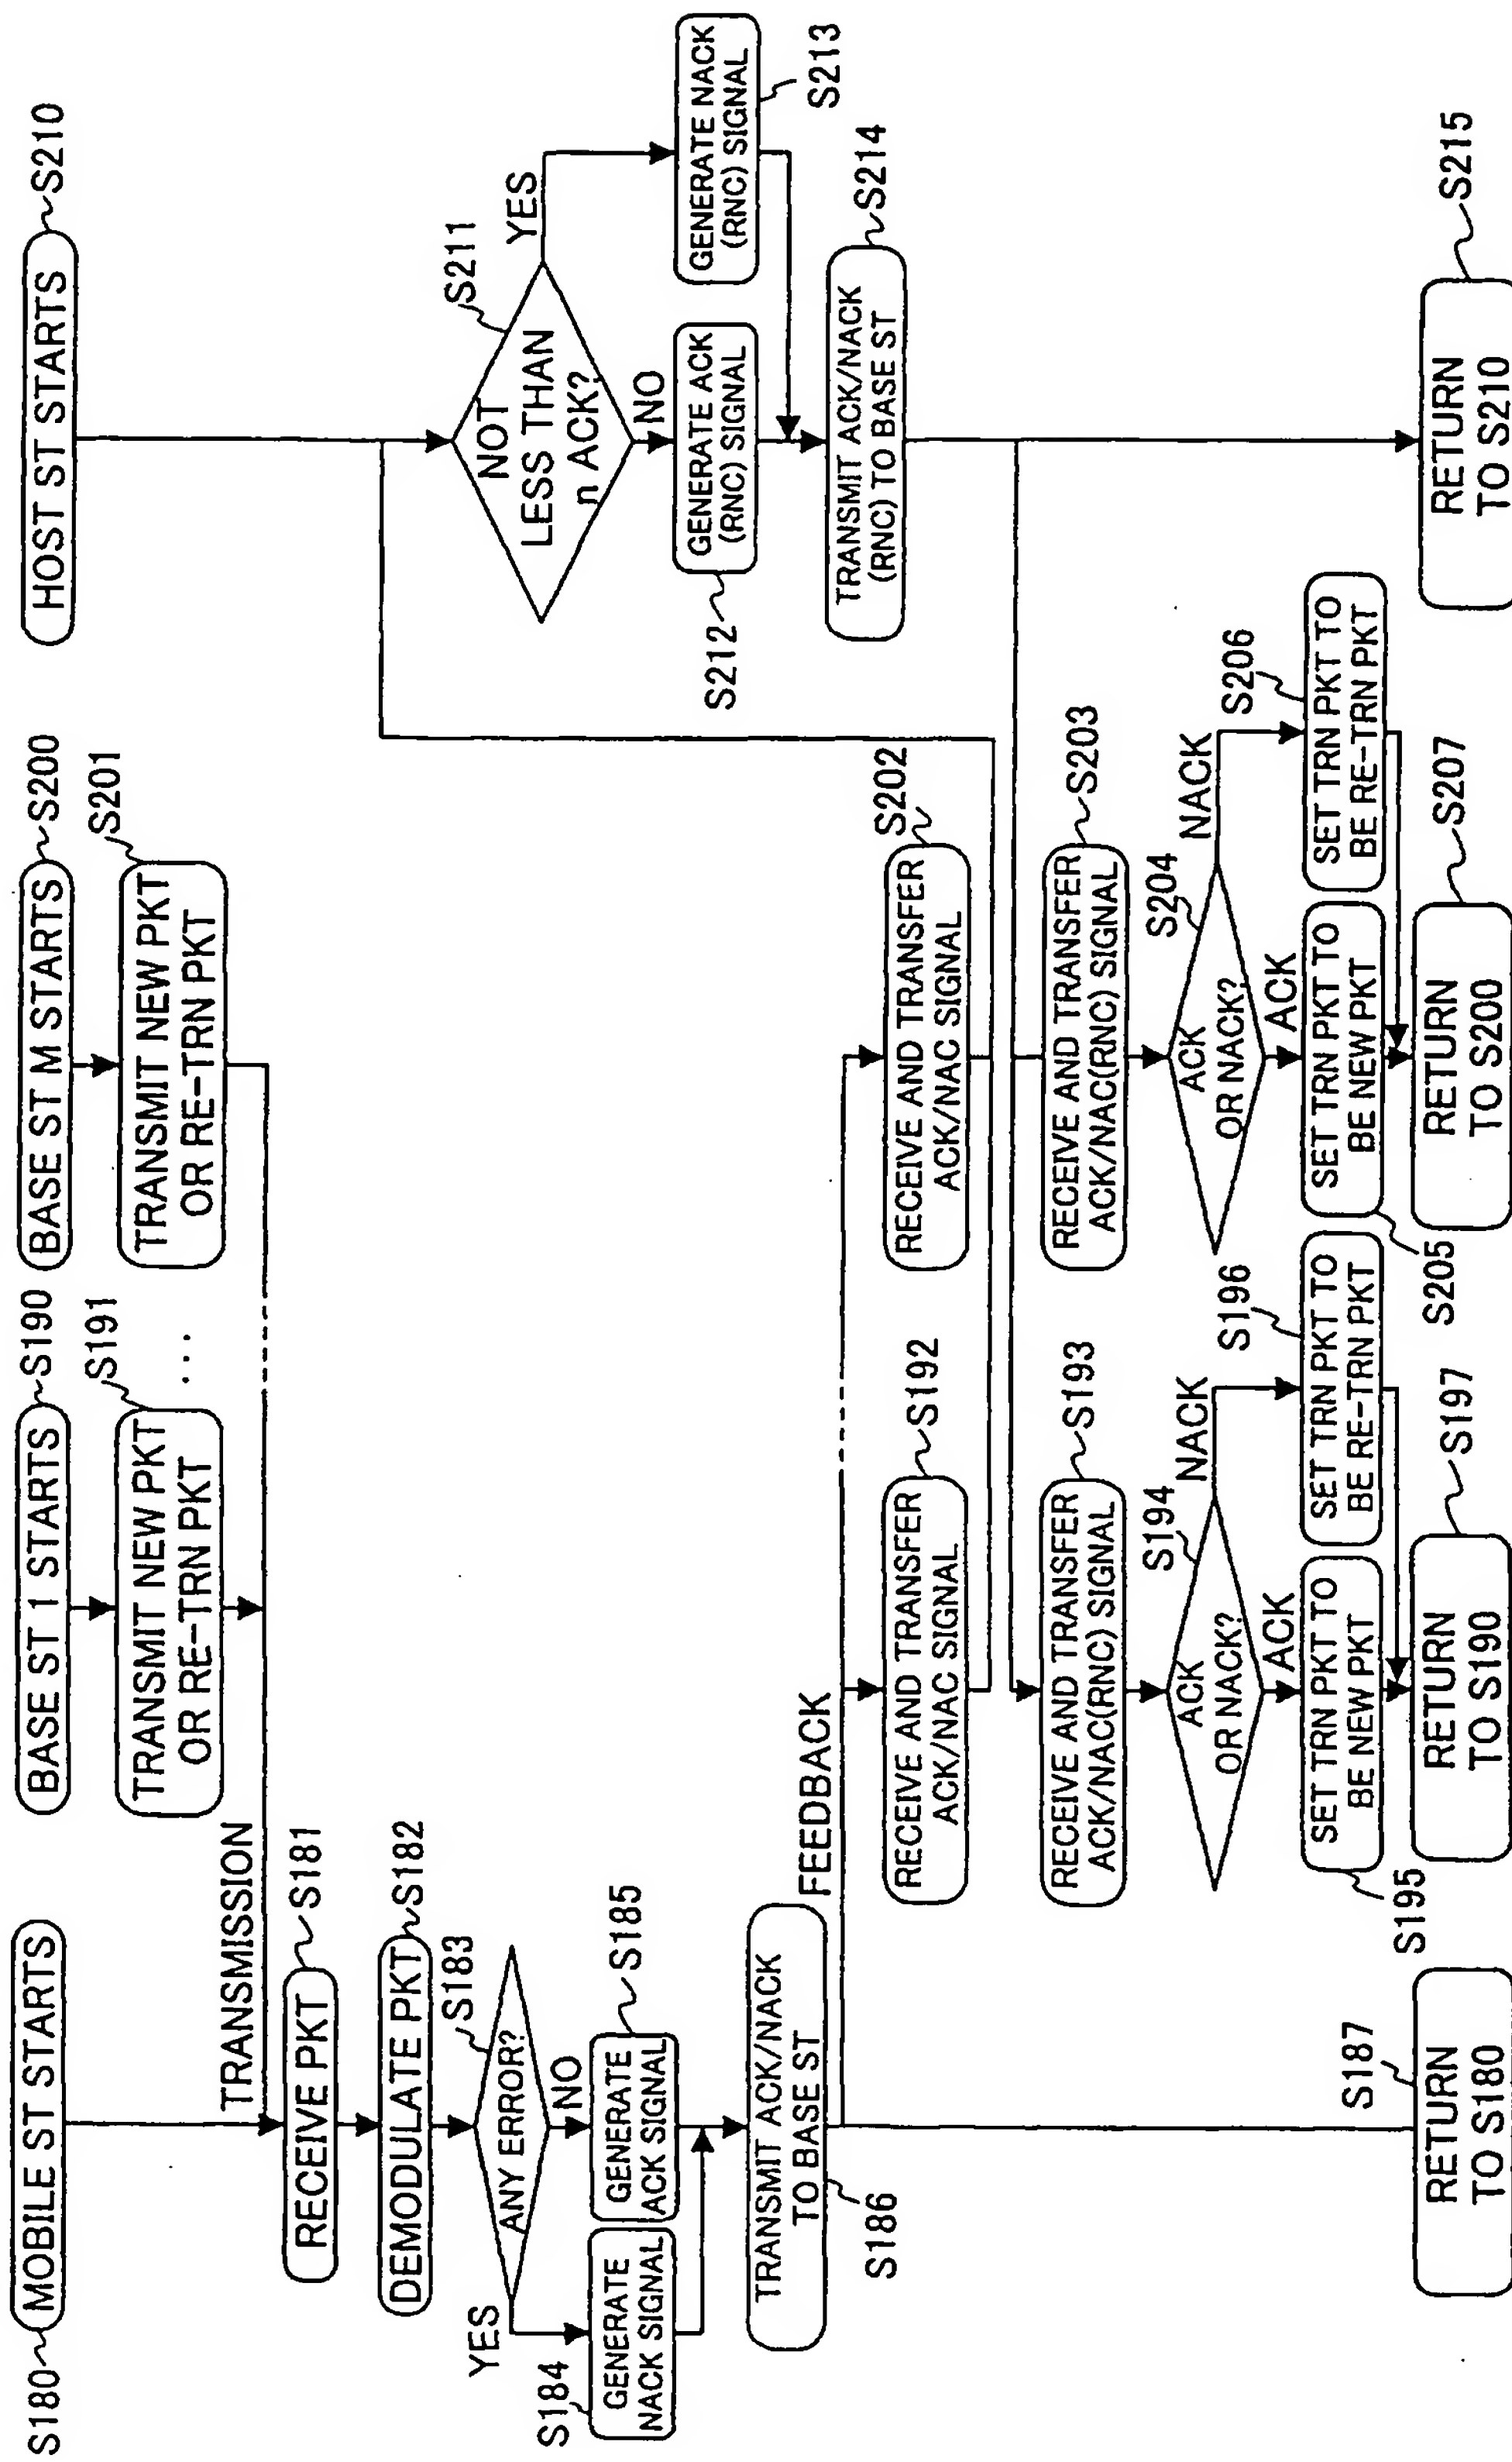 S180
MOBILE ST STARTS
TRANSMISSION
RECEIVE PKT
S181
DEMODULATE PKT
S182
ANY ERROR?
S183
YES
NO
S184
GENERATE
NACK SIGNAL
GENERATE
ACK SIGNAL
S185
TRANSMIT ACK/NACK
TO BASE ST
S186
FEEDBACK
S187
RETURN
TO S180
BASE ST 1 STARTS
S190
TRANSMIT NEW PKT
OR RE-TRN PKT
S191
...
RECEIVE AND TRANSFER
ACK/NAC SIGNAL
S192
RECEIVE AND TRANSFER
ACK/NAC(RNC) SIGNAL
S193
ACK
OR NACK?
S194
NACK
ACK
S195
SET TRN PKT TO
BE NEW PKT
SET TRN PKT TO
BE RE-TRN PKT
S196
RETURN
TO S190
S197
BASE ST M STARTS
S200
TRANSMIT NEW PKT
OR RE-TRN PKT
S201
RECEIVE AND TRANSFER
ACK/NAC SIGNAL
S202
RECEIVE AND TRANSFER
ACK/NAC(RNC) SIGNAL
S203
ACK
OR NACK?
S204
NACK
ACK
S205
SET TRN PKT TO
BE NEW PKT
SET TRN PKT TO
BE RE-TRN PKT
S206
RETURN
TO S200
S207
HOST ST STARTS
S210
NOT
LESS THAN
n ACK?
S211
YES
NO
S212
GENERATE ACK
(RNC) SIGNAL
GENERATE NACK
(RNC) SIGNAL
S213
TRANSMIT ACK/NACK
(RNC) TO BASE ST
S214
RETURN
TO S210
S215